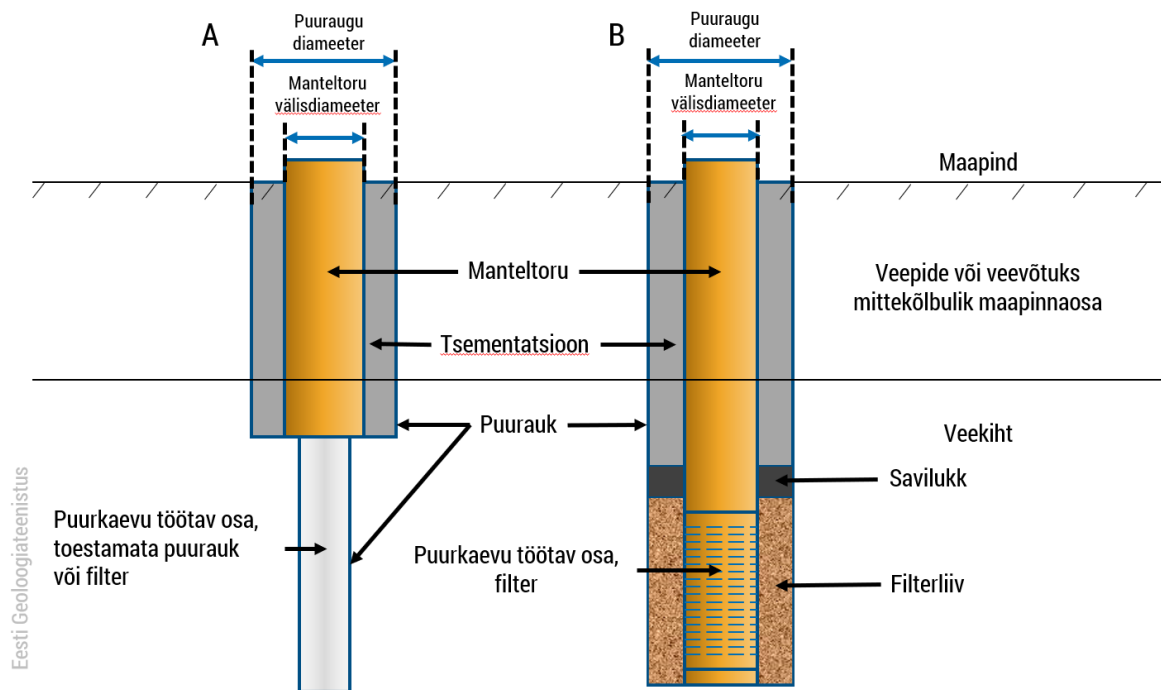 A
Puuraugu
diameeter
Manteltoru
välisdiameeter
B
Puuraugu
diameeter
Manteltoru
välisdiameeter
Maapind
Manteltoru
Veepide või veevõtuks
mittekõlbulik maapinnaosa
Tsementatsioon
Puurauk
Veekiht
Savilukk
Puurkaevu töötav osa,
toestamata puurauk
või filter
Puurkaevu töötav osa,
filter
Filterliiv
Eesti Geoloogiateenistus